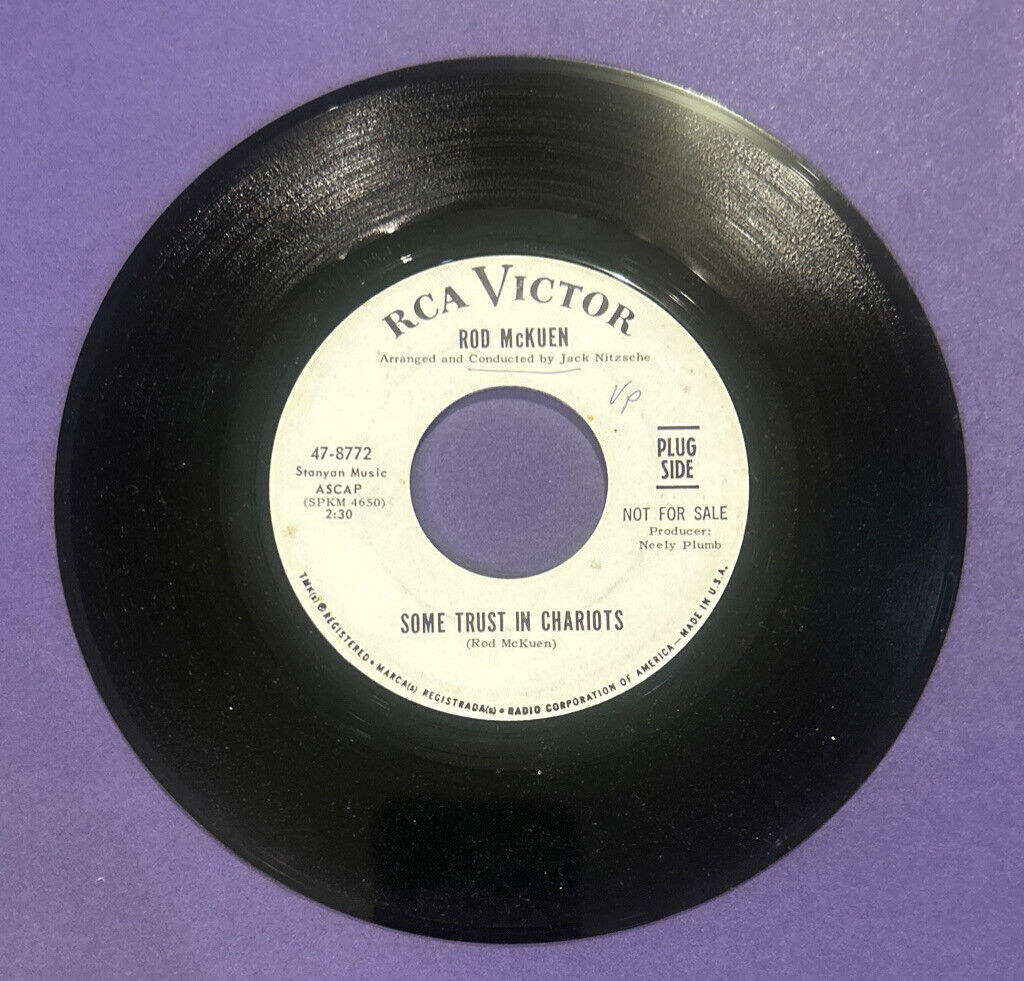 RCA VICTOR
ROD McKUEN
Arranged and Conducted by Jack Nitzsche
Vp
47-8772
Stanyan Music
ASCAP
(SPKM 4650)
2:30
PLUG
SIDE
NOT FOR SALE
Producer:
Neely Plumb
SOME TRUST IN CHARIOTS
(Rod McKuen)
TMK(s) ® REGISTERED • MARCA(s) REGISTRADA(s) • RADIO CORPORATION OF AMERICA — MADE IN U.S.A.